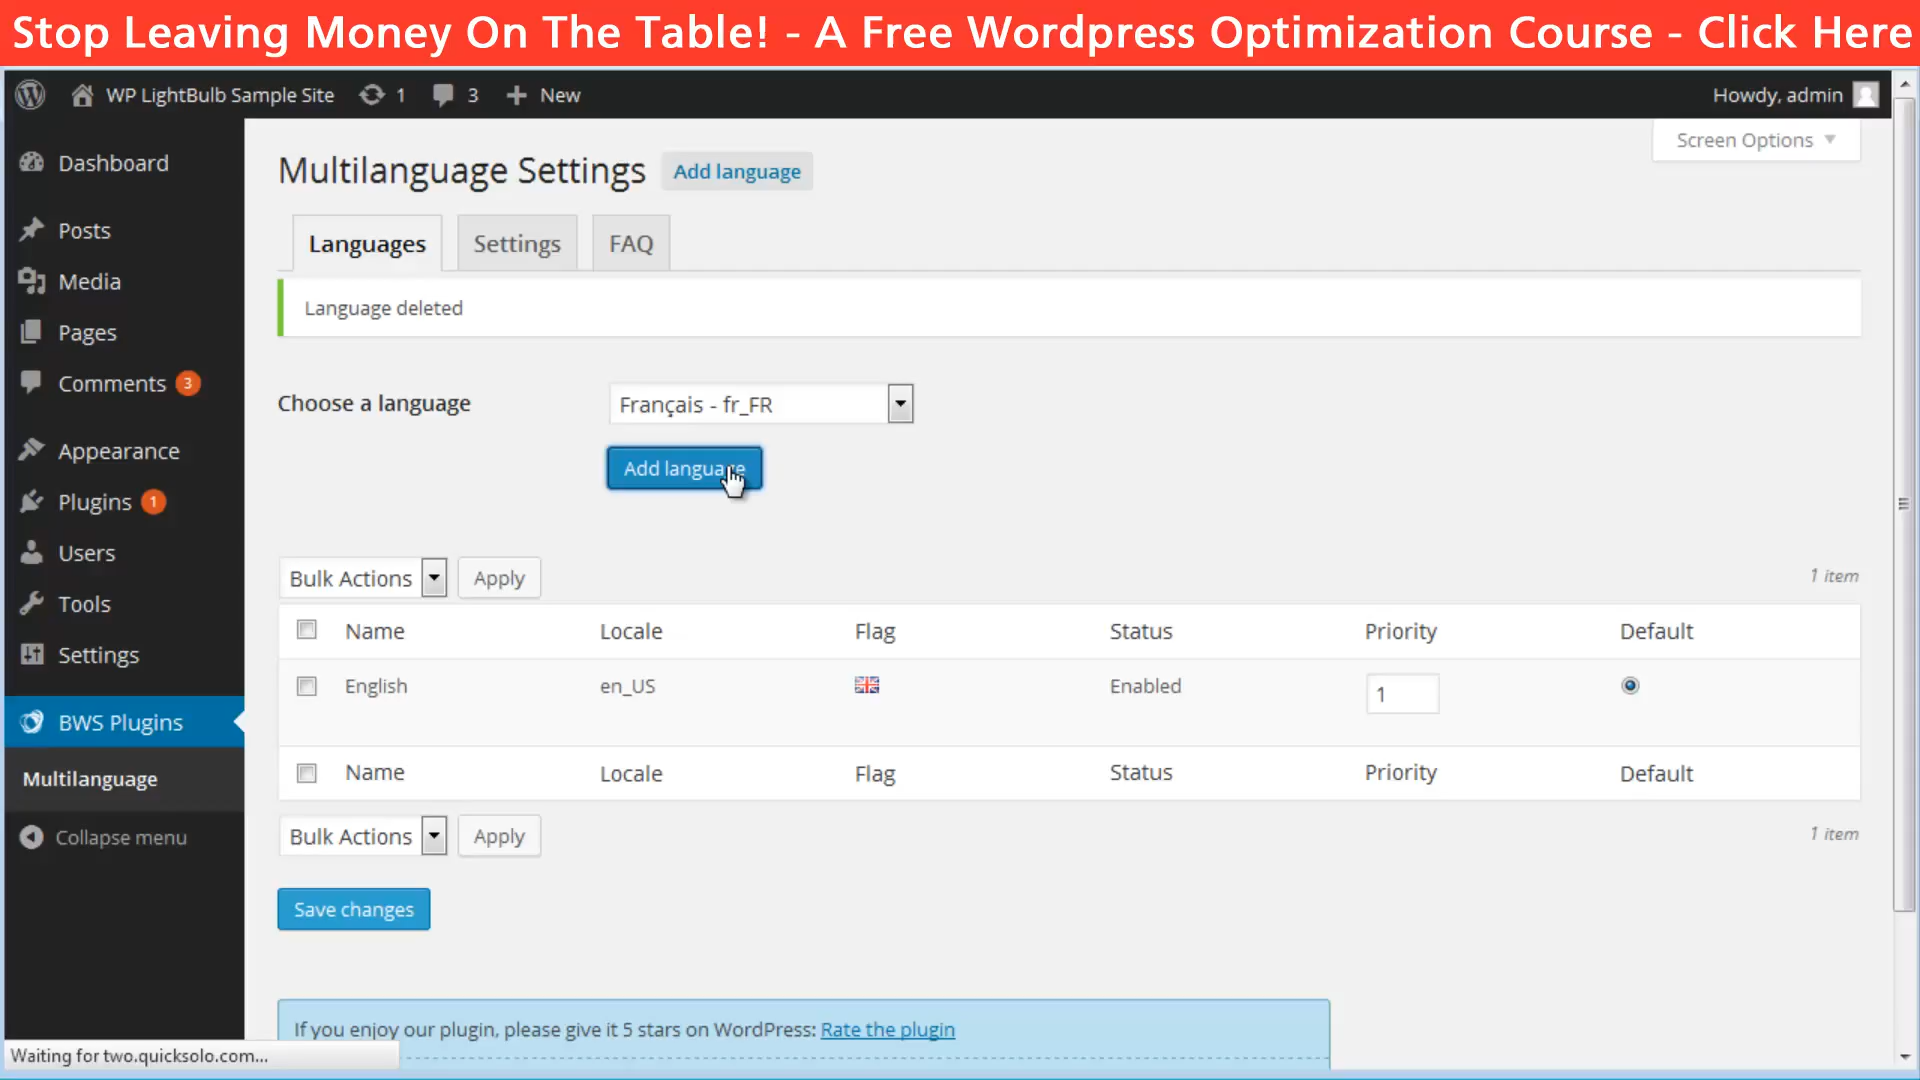 Stop Leaving Money On The Table! - A Free Wordpress Optimization Course - Click Here
WP LightBulb Sample Site 1 3 + New Howdy, admin
Screen Options
Dashboard
Posts
Media
Pages
Comments 3
Appearance
Plugins 1
Users
Tools
Settings
BWS Plugins
Multilanguage
Collapse menu
Multilanguage Settings Add language
Languages Settings FAQ
Language deleted
Choose a language Français - fr_FR
Add language
Bulk Actions Apply 1 item
Name Locale Flag Status Priority Default
English en_US Enabled 1
Name Locale Flag Status Priority Default
Bulk Actions Apply 1 item
Save changes
If you enjoy our plugin, please give it 5 stars on WordPress: Rate the plugin
Waiting for two.quicksolo.com...